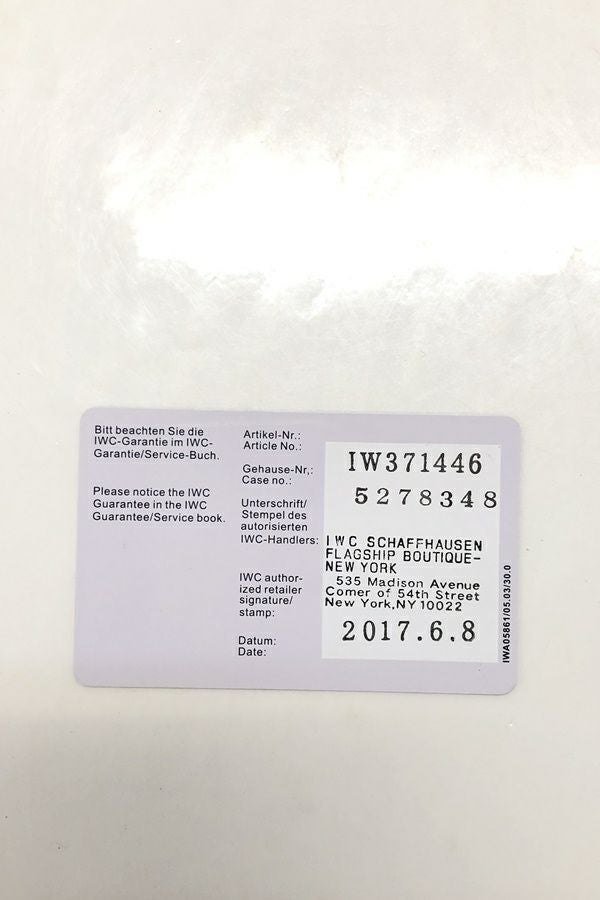 Bitt beachten Sie die
IWC-Garantie im IWC-
Garantie/Service-Buch.
Please notice the IWC
Guarantee in the IWC
Guarantee/Service book.
Artikel-Nr.:
Article No.:
IW371446
Gehause-Nr,:
Case no.:
5278348
Unterschrift/
Stempel des
autorisierten
IWC-Handlers:
IWC SCHAFFHAUSEN
FLAGSHIP BOUTIQUE-
NEW YORK
IWC author-
ized retailer
signature/
stamp:
535 Madison Avenue
Comer of 54th Street
New York,NY 10022
Datum:
Date:
2017.6.8
IWA05861/05.03/30.0